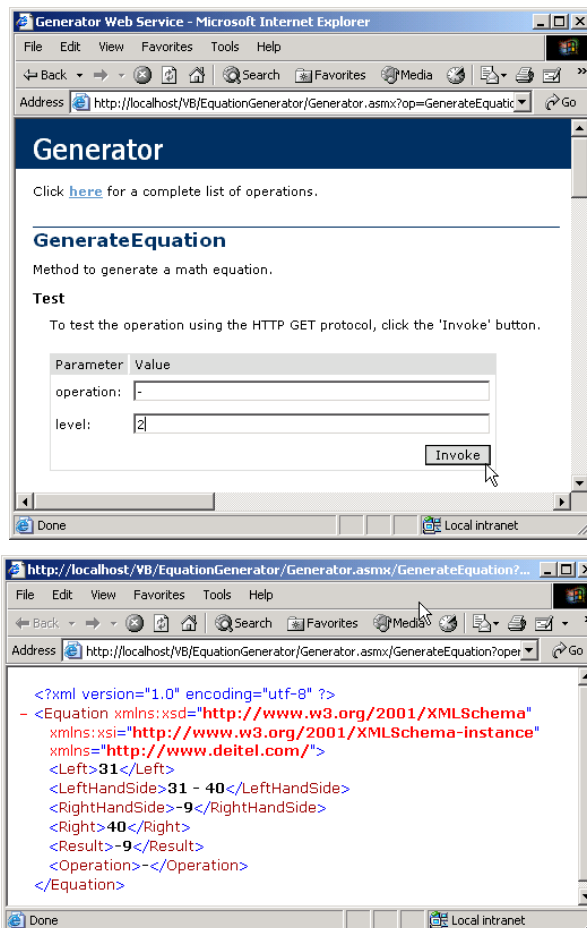 Generator Web Service - Microsoft Internet Explorer
File Edit View Favorites Tools Help
Back Search Favorites Media
Address http://localhost/VB/EquationGenerator/Generator.asmx?op=GenerateEquatic Go
Generator
Click here for a complete list of operations.
GenerateEquation
Method to generate a math equation.
Test
To test the operation using the HTTP GET protocol, click the 'Invoke' button.
Parameter Value
operation: -
level: 2
Invoke
Done Local intranet
http://localhost/VB/EquationGenerator/Generator.asmx/GenerateEquation?...
File Edit View Favorites Tools Help
Back Search Favorites Media
Address http://localhost/VB/EquationGenerator/Generator.asmx/GenerateEquation?oper Go
<?xml version="1.0" encoding="utf-8" ?>
- <Equation xmlns:xsd="http://www.w3.org/2001/XMLSchema"
xmlns:xsi="http://www.w3.org/2001/XMLSchema-instance"
xmlns="http://www.deitel.com/">
<Left>31</Left>
<LeftHandSide>31 - 40</LeftHandSide>
<RightHandSide>-9</RightHandSide>
<Right>40</Right>
<Result>-9</Result>
<Operation>-</Operation>
</Equation>
Done Local intranet